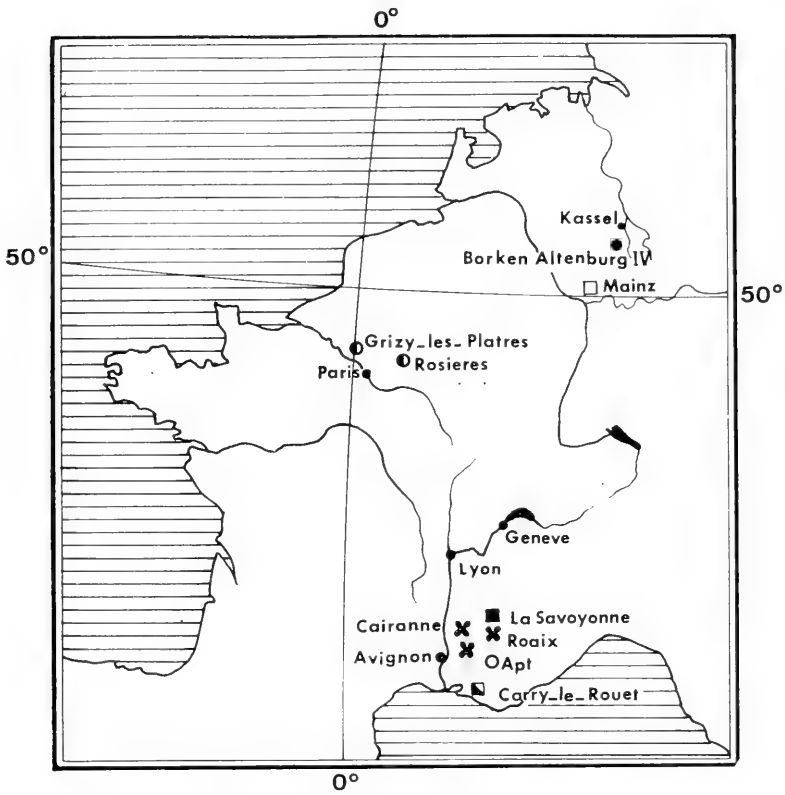 0°
Kassel
50°
Borken Altenburg IV
Mainz
50°
Grizy_les_Platres
Rosieres
Paris
Geneve
Lyon
La Savoyonne
Cairanne
Roaix
Avignon
Apt
Carry_le_Rouet
0°